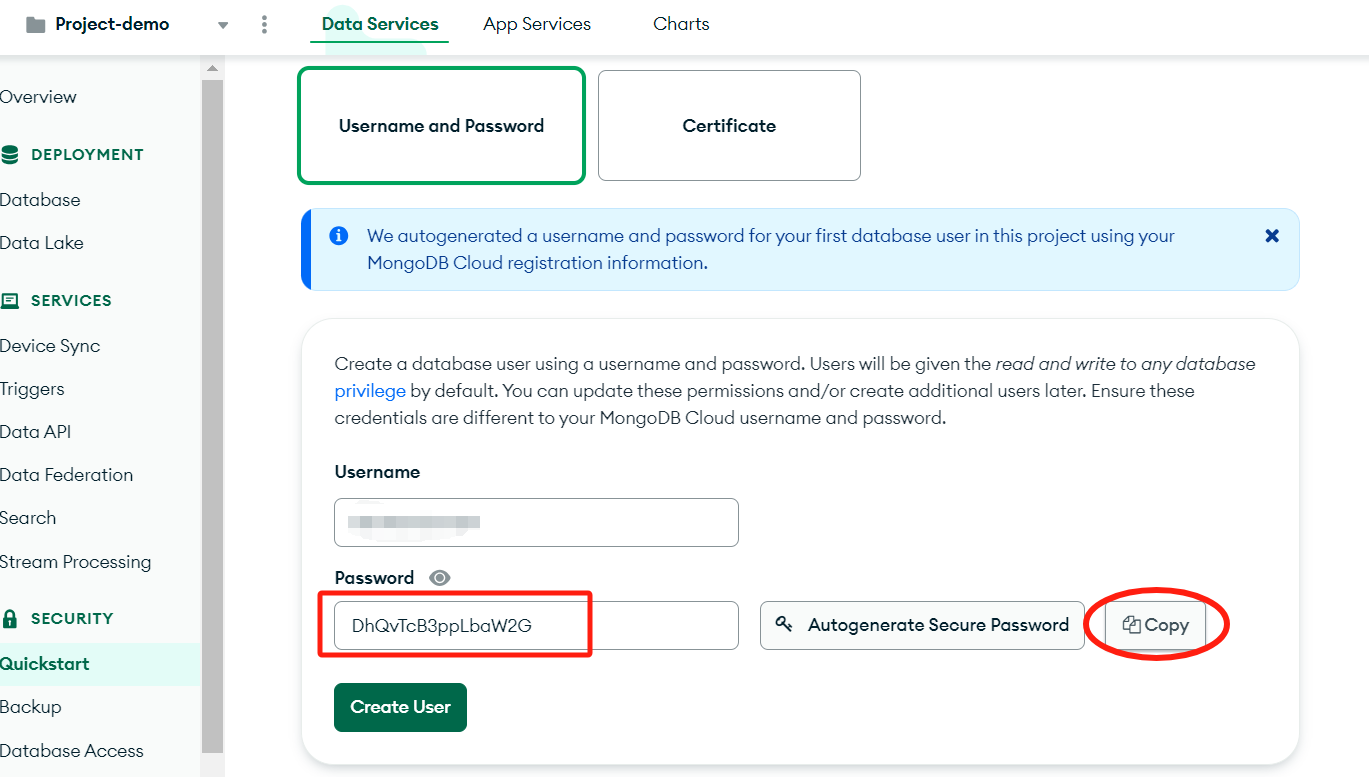 Project-demo
Data Services
App Services
Charts
Overview
DEPLOYMENT
Database
Data Lake
SERVICES
Device Sync
Triggers
Data API
Data Federation
Search
Stream Processing
SECURITY
Quickstart
Backup
Database Access
Username and Password
Certificate
We autogenerated a username and password for your first database user in this project using your
MongoDB Cloud registration information.
Create a database user using a username and password. Users will be given the read and write to any database
privilege by default. You can update these permissions and/or create additional users later. Ensure these
credentials are different to your MongoDB Cloud username and password.
Username
Password
DhQvTcB3ppLbaW2G
Autogenerate Secure Password
Copy
Create User